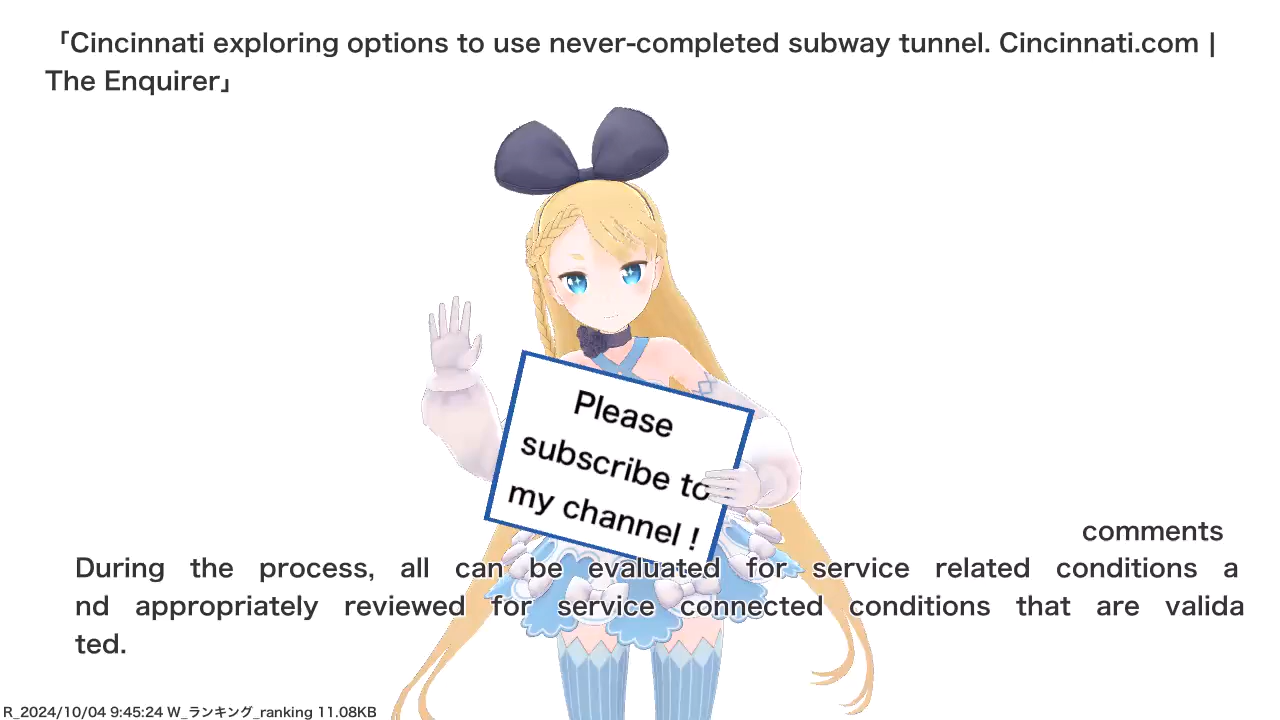 「Cincinnati exploring options to use never-completed subway tunnel. Cincinnati.com |
The Enquirer」
Please
subscribe to
my channel !
comments
During the process, all can be evaluated for service related conditions a
nd appropriately reviewed for service connected conditions that are valida
ted.
R_2024/10/04 9:45:24 W_ランキング_ranking 11.08KB